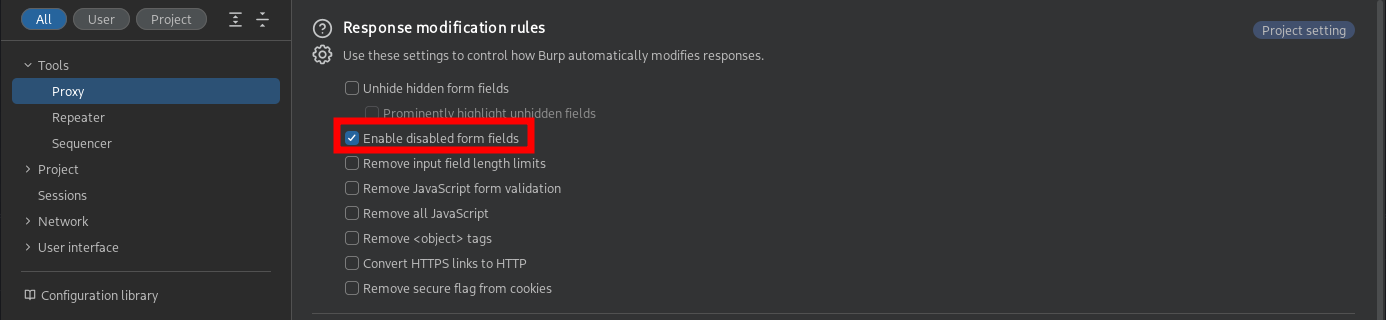 All User Project
Tools
Proxy
Repeater
Sequencer
Project
Sessions
Network
User interface
Configuration library
? Response modification rules
Project setting
Use these settings to control how Burp automatically modifies responses.
Unhide hidden form fields
Prominently highlight unhidden fields
Enable disabled form fields
Remove input field length limits
Remove JavaScript form validation
Remove all JavaScript
Remove <object> tags
Convert HTTPS links to HTTP
Remove secure flag from cookies